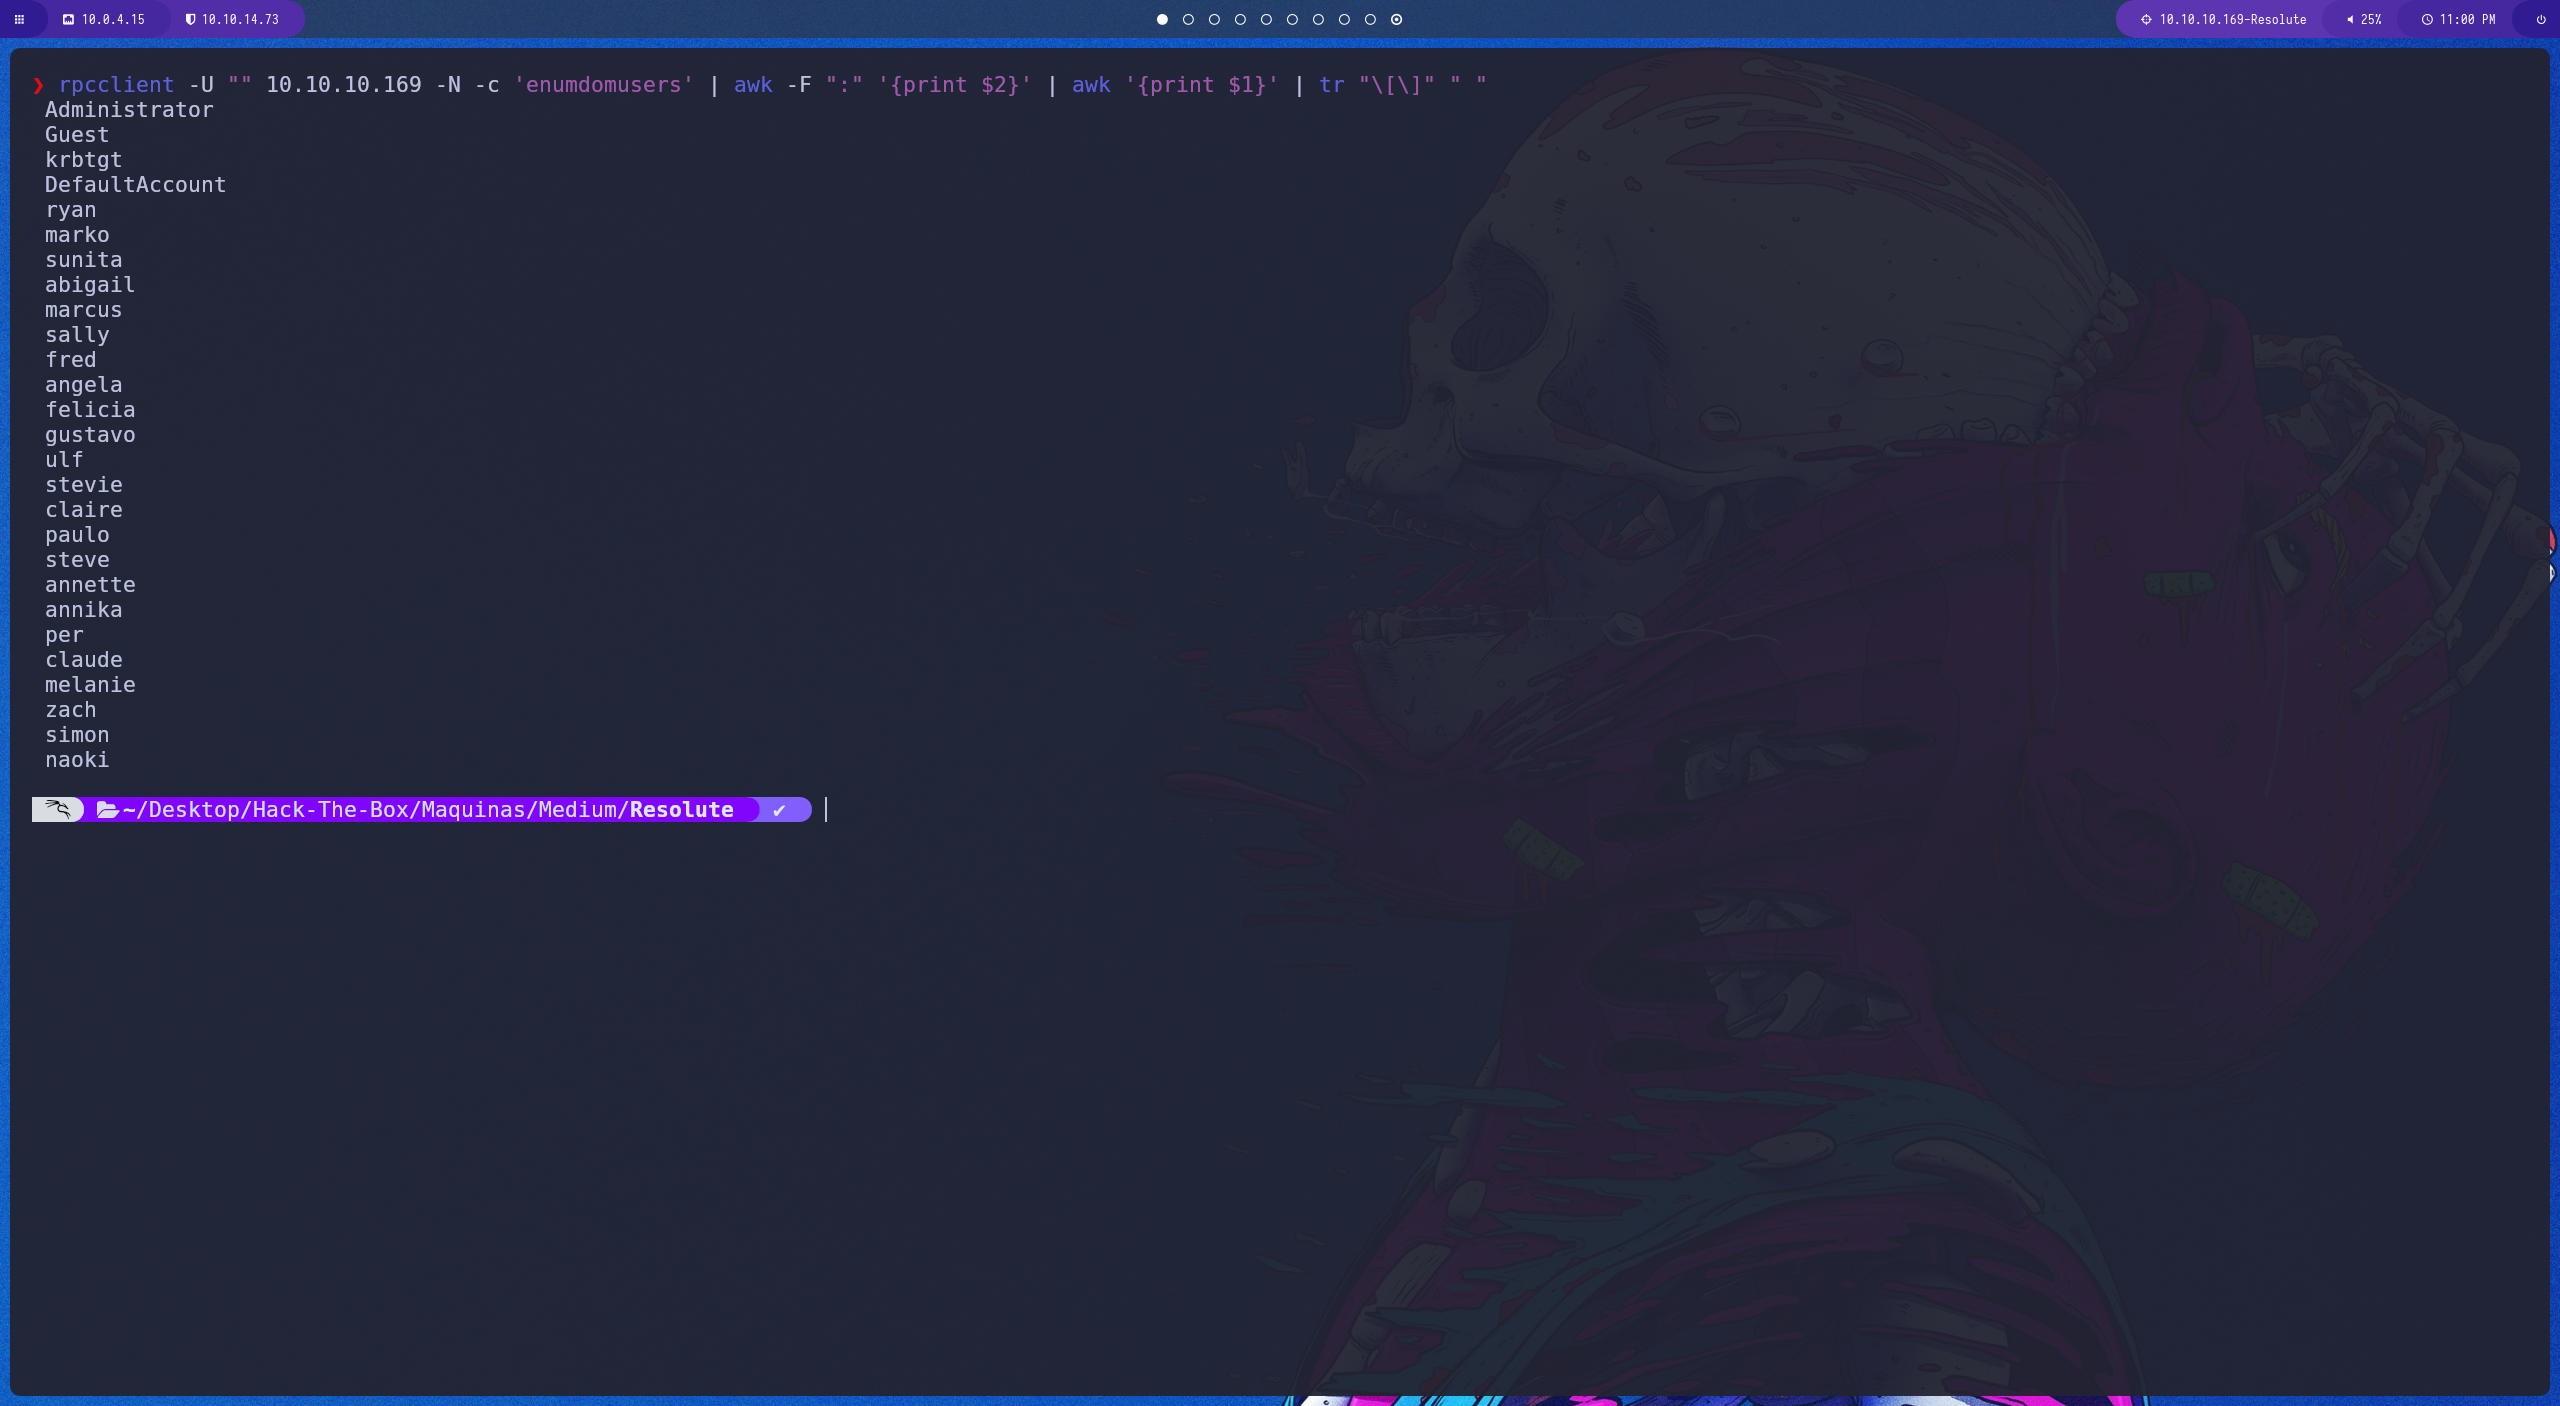 10.0.4.15 10.10.14.73 10.10.10.169-Resolute 25% 11:00 PM
❯ rpcclient -U "" 10.10.10.169 -N -c 'enumdomusers' | awk -F ":" '{print $2}' | awk '{print $1}' | tr "\[\]" " "
Administrator
Guest
krbtgt
DefaultAccount
ryan
marko
sunita
abigail
marcus
sally
fred
angela
felicia
gustavo
ulf
stevie
claire
paulo
steve
annette
annika
per
claude
melanie
zach
simon
naoki
~/Desktop/Hack-The-Box/Maquinas/Medium/Resolute ✔